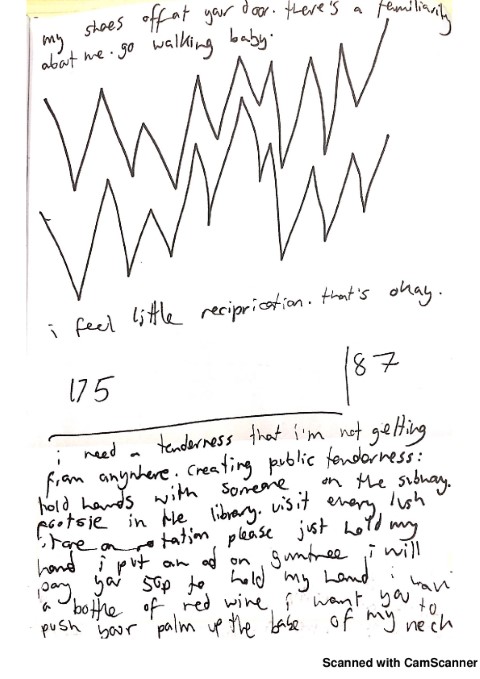 my shoes off at your door. there's a familiarity
about me. go walking baby.
i feel little recipriction. that's okay.
175
187
i need a tenderness that i'm not getting
from anywhere. creating public tenderness:
hold hands with someone on the subway.
in the library. visit every lush
store on rotation please just hold my
hand i put an ad on gumtree i will
pay you 50p to hold my hand i have
a bottle of red wine i want you to
push your palm up the base of my neck
Scanned with CamScanner